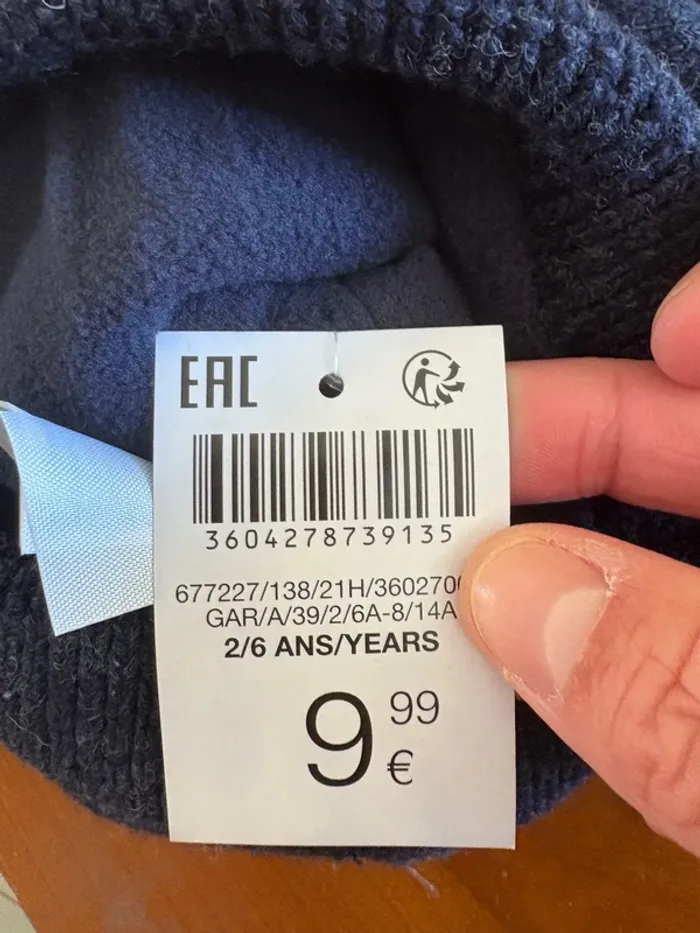 EAC
3604278739135
677227/138/21H/360270
GAR/A/39/2/6A-8/14A
2/6 ANS/YEARS
9 99 €